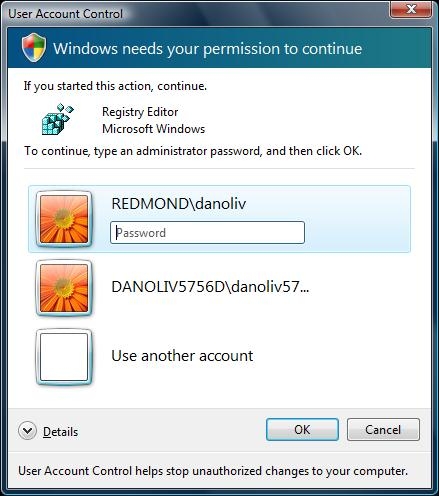 User Account Control
Windows needs your permission to continue
If you started this action, continue.
Registry Editor
Microsoft Windows
To continue, type an administrator password, and then click OK.
REDMOND\danoliv
Password
DANOLIV5756D\danoliv57...
Use another account
Details
OK
Cancel
User Account Control helps stop unauthorized changes to your computer.